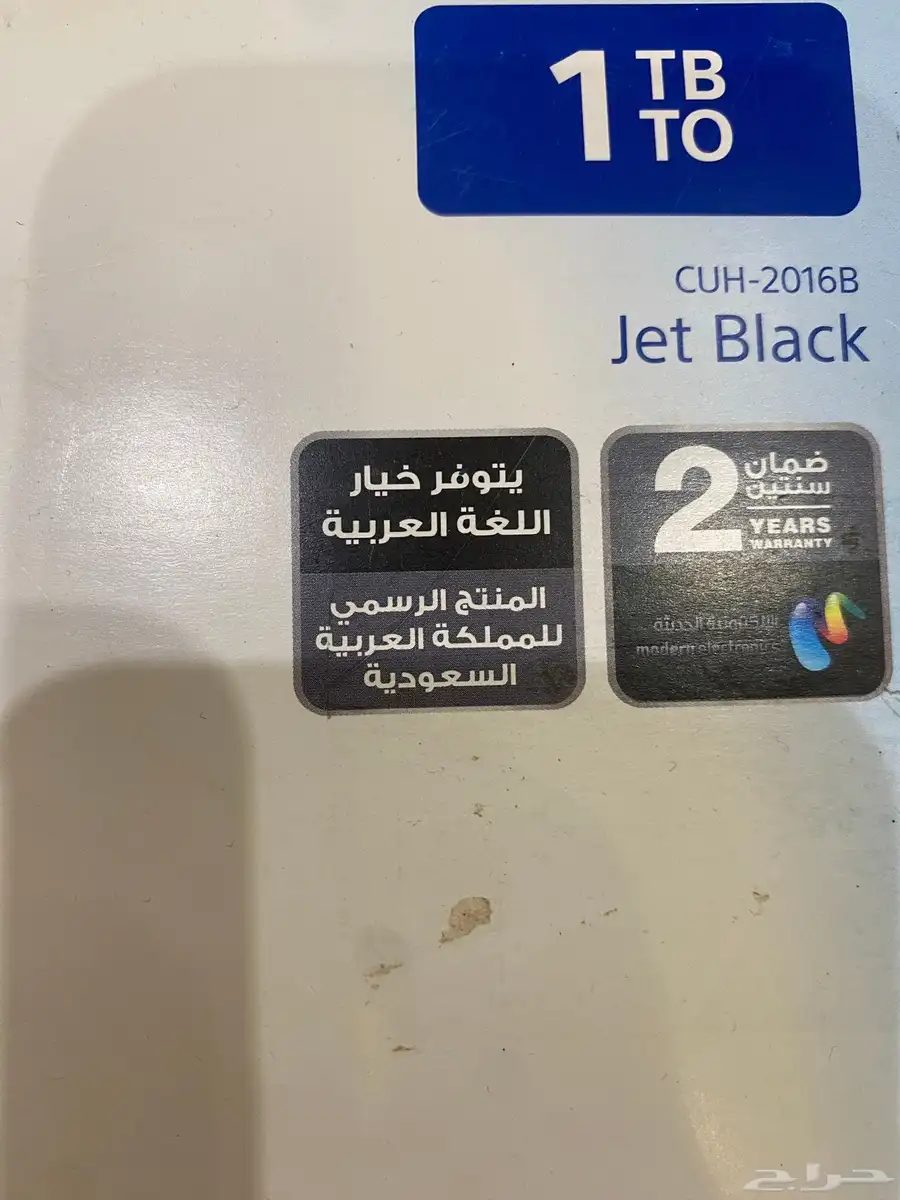 1 TB
TO
CUH-2016B
Jet Black
يتوفر خيار
اللغة العربية
المنتج الرسمي
للمملكة العربية
السعودية
2
ضمان
سنتين
YEARS
WARRANTY
الإلكترونية الحديثة
modern electronics
حراج